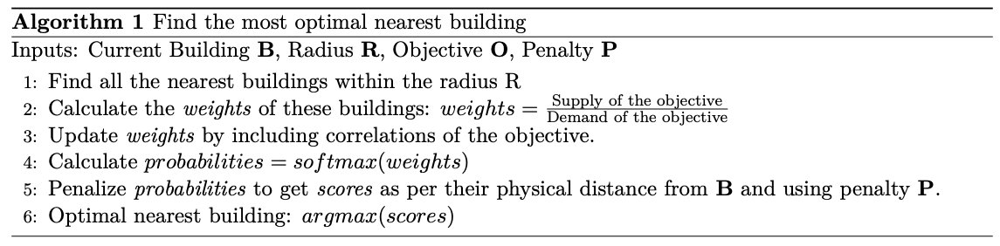 Algorithm 1 Find the most optimal nearest building
Inputs: Current Building B, Radius R, Objective O, Penalty P
1: Find all the nearest buildings within the radius R
2: Calculate the weights of these buildings: weights = Supply of the objective / Demand of the objective
3: Update weights by including correlations of the objective.
4: Calculate probabilities = softmax(weights)
5: Penalize probabilities to get scores as per their physical distance from B and using penalty P.
6: Optimal nearest building: argmax(scores)